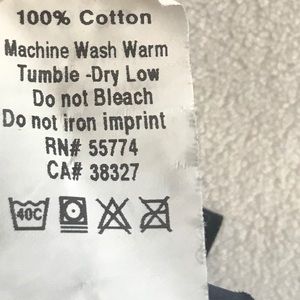 100% Cotton
Machine Wash Warm
Tumble -Dry Low
Do not Bleach
Do not iron imprint
RN# 55774
CA# 38327
40C